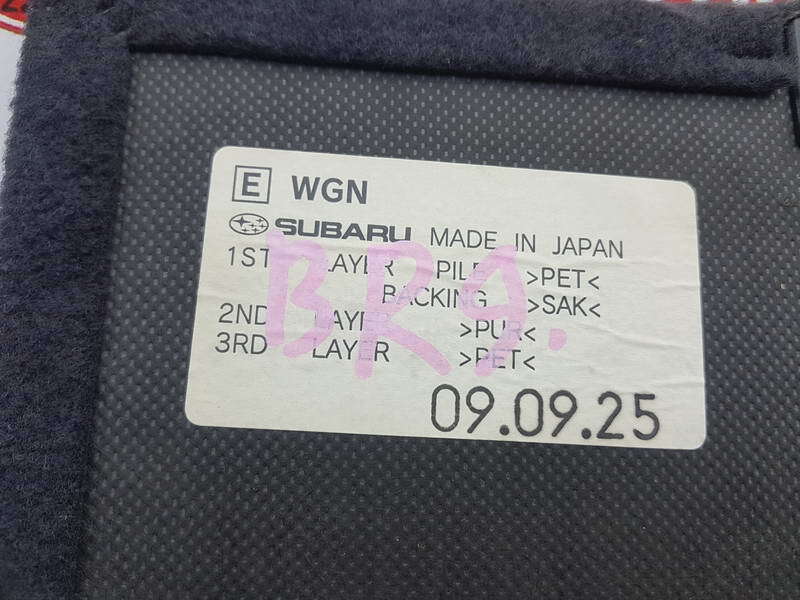 E WGN
SUBARU MADE IN JAPAN
1ST LAYER PILE >PET<
BACKING >SAK<
2ND LAYER >PUR<
3RD LAYER >PET<
BR9.
09.09.25